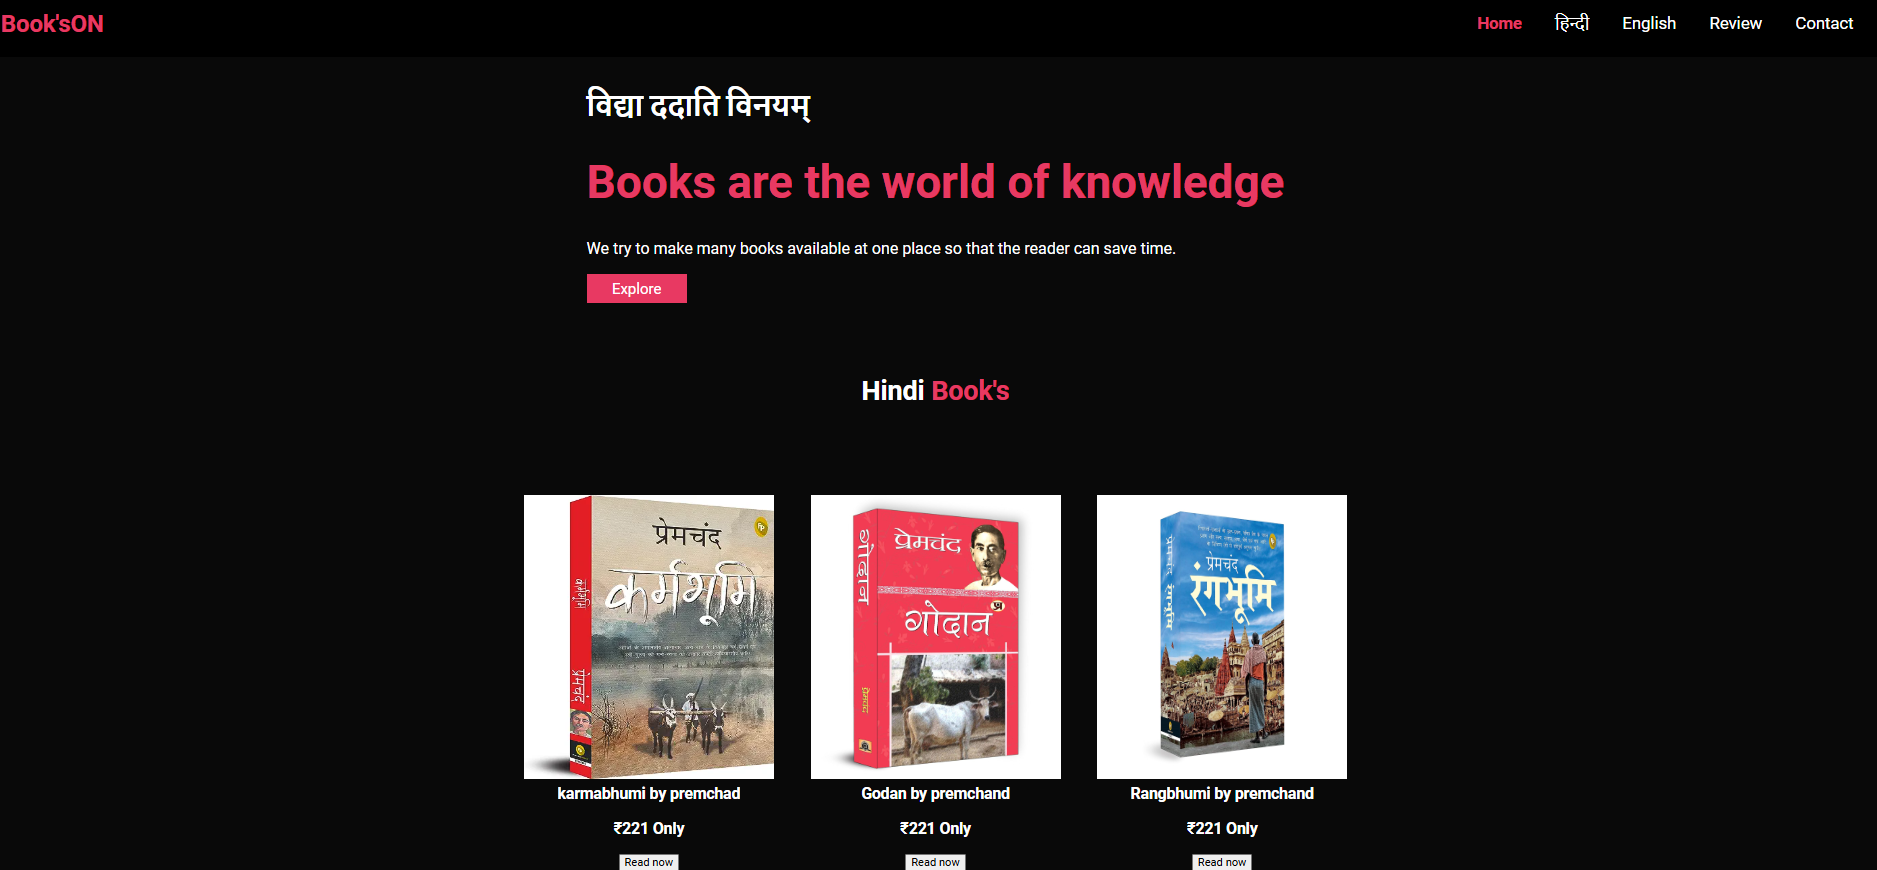 Book'sON
Home हिन्दी English Review Contact
विद्या ददाति विनयम्
Books are the world of knowledge
We try to make many books available at one place so that the reader can save time.
Explore
Hindi Book's
प्रेमचंद
कर्मभूमि
कर्मभूमि
प्रेमचंद
प्रेमचंद
गोदान
गोदान
प्रेमचंद
प्रेमचंद
रंगभूमि
प्रेमचंद रंगभूमि
karmabhumi by premchad
₹221 Only
Read now
Godan by premchand
₹221 Only
Read now
Rangbhumi by premchand
₹221 Only
Read now